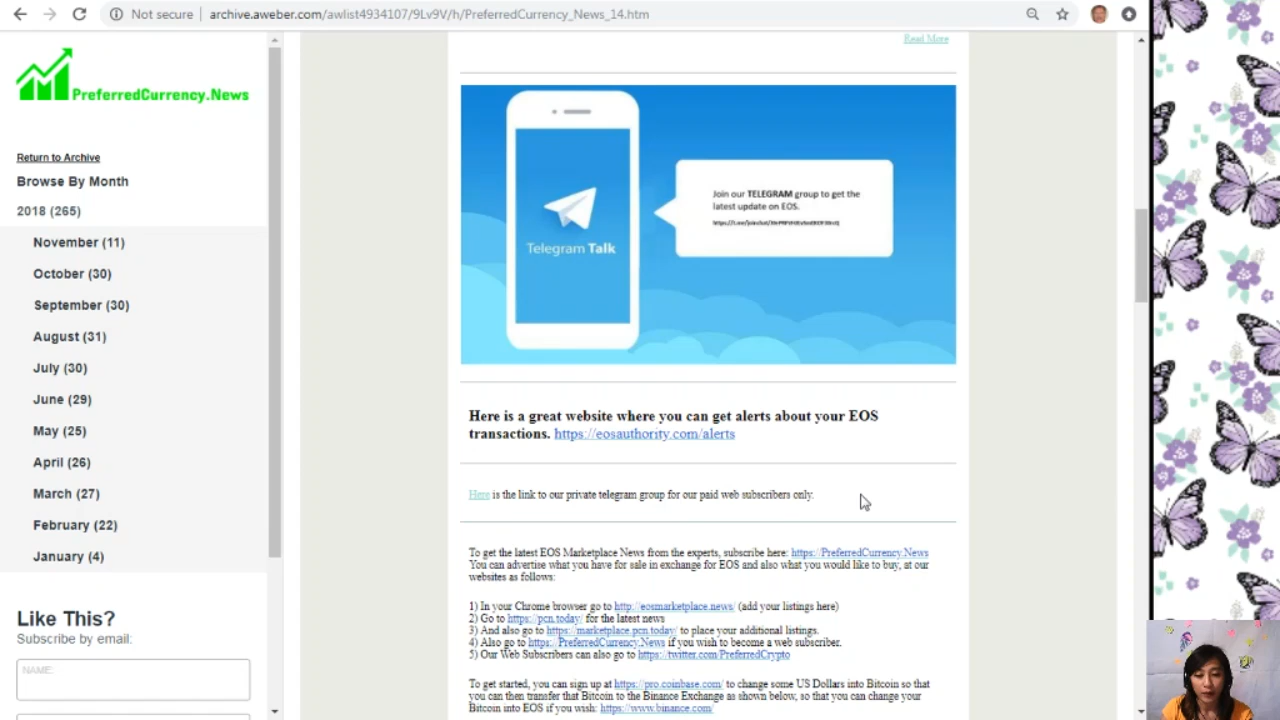 Not secure
archive.aweber.com/awlist4934107/9Lv9V/h/PreferredCurrency_News_14.htm
PreferredCurrency.News
Return to Archive
Browse By Month
2018 (265)
November (11)
October (30)
September (30)
August (31)
July (30)
June (29)
May (25)
April (26)
March (27)
February (22)
January (4)
Like This?
Subscribe by email:
NAME:
Read More
Telegram Talk
Join our TELEGRAM group to get the
latest update on EOS.
Here is a great website where you can get alerts about your EOS
transactions. https://eosauthority.com/alerts
Here is the link to our private telegram group for our paid web subscribers only.
To get the latest EOS Marketplace News from the experts, subscribe here: https://PreferredCurrency.News
You can advertise what you have for sale in exchange for EOS and also what you would like to buy, at our
websites as follows:
1) In your Chrome browser go to http://eosmarketplace.news/ (add your listings here)
2) Go to https://pcn.today/ for the latest news
3) And also go to https://marketplace.pcn.today/ to place your additional listings.
4) Also go to https://PreferredCurrency.News if you wish to become a web subscriber.
5) Our Web Subscribers can also go to https://twitter.com/PreferredCrypto
To get started, you can sign up at https://pro.coinbase.com/ to change some US Dollars into Bitcoin so that
you can then transfer that Bitcoin to the Binance Exchange as shown below, so that you can change your
Bitcoin into EOS if you wish: https://www.binance.com/